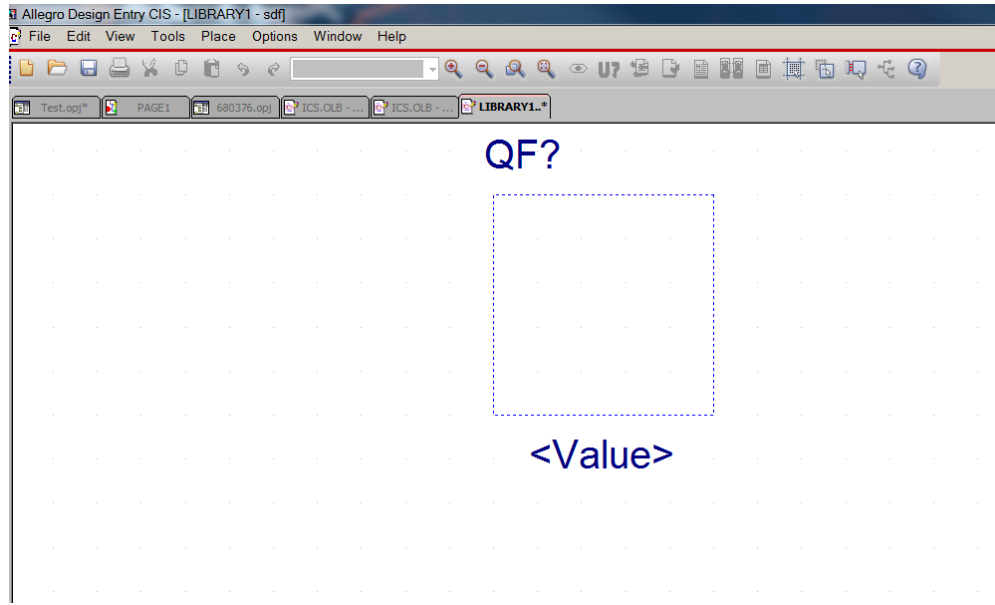 Allegro Design Entry CIS - [LIBRARY1 - sdf]
File Edit View Tools Place Options Window Help
U?
Test.opj* PAGE1 680376.opj ICS.OLB - ... ICS.OLB - ... LIBRARY1..*
QF?
<Value>